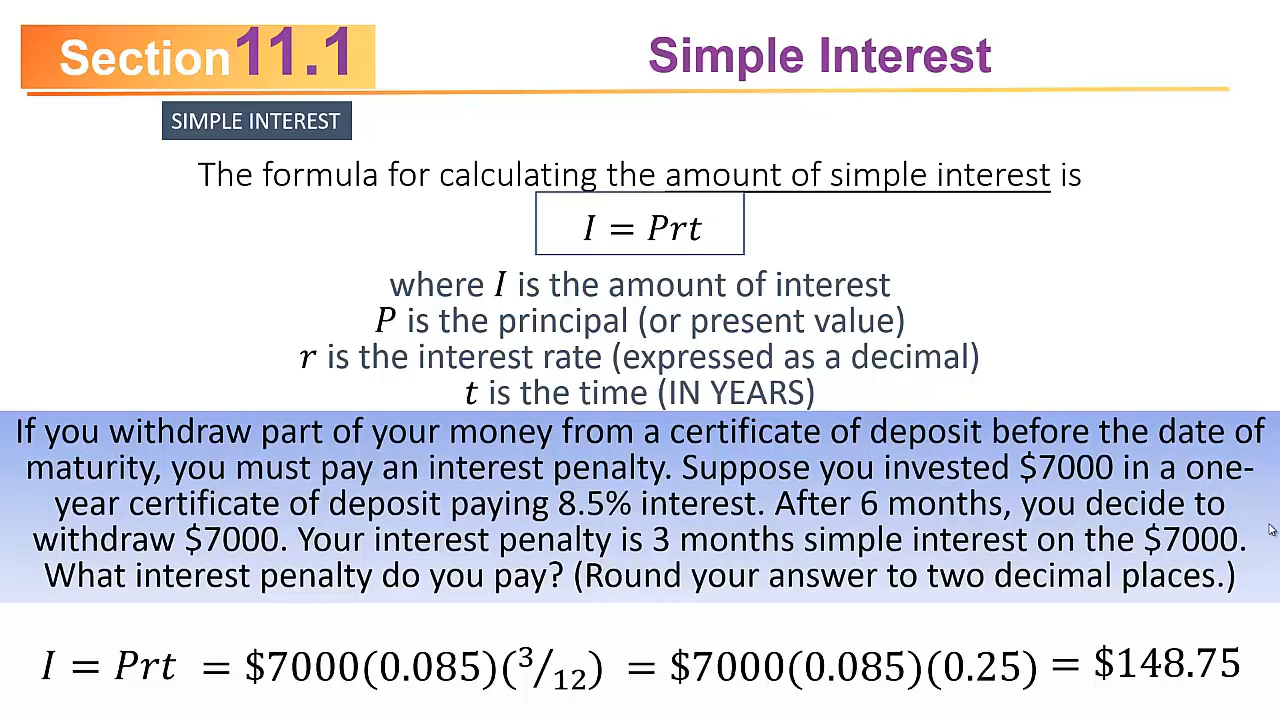 Section 11.1
Simple Interest
SIMPLE INTEREST
The formula for calculating the amount of simple interest is
I = Prt
where I is the amount of interest
P is the principal (or present value)
r is the interest rate (expressed as a decimal)
t is the time (IN YEARS)
If you withdraw part of your money from a certificate of deposit before the date of
maturity, you must pay an interest penalty. Suppose you invested $7000 in a one-
year certificate of deposit paying 8.5% interest. After 6 months, you decide to
withdraw $7000. Your interest penalty is 3 months simple interest on the $7000.
What interest penalty do you pay? (Round your answer to two decimal places.)
I = Prt = $7000(0.085)(3/12) = $7000(0.085)(0.25) = $148.75